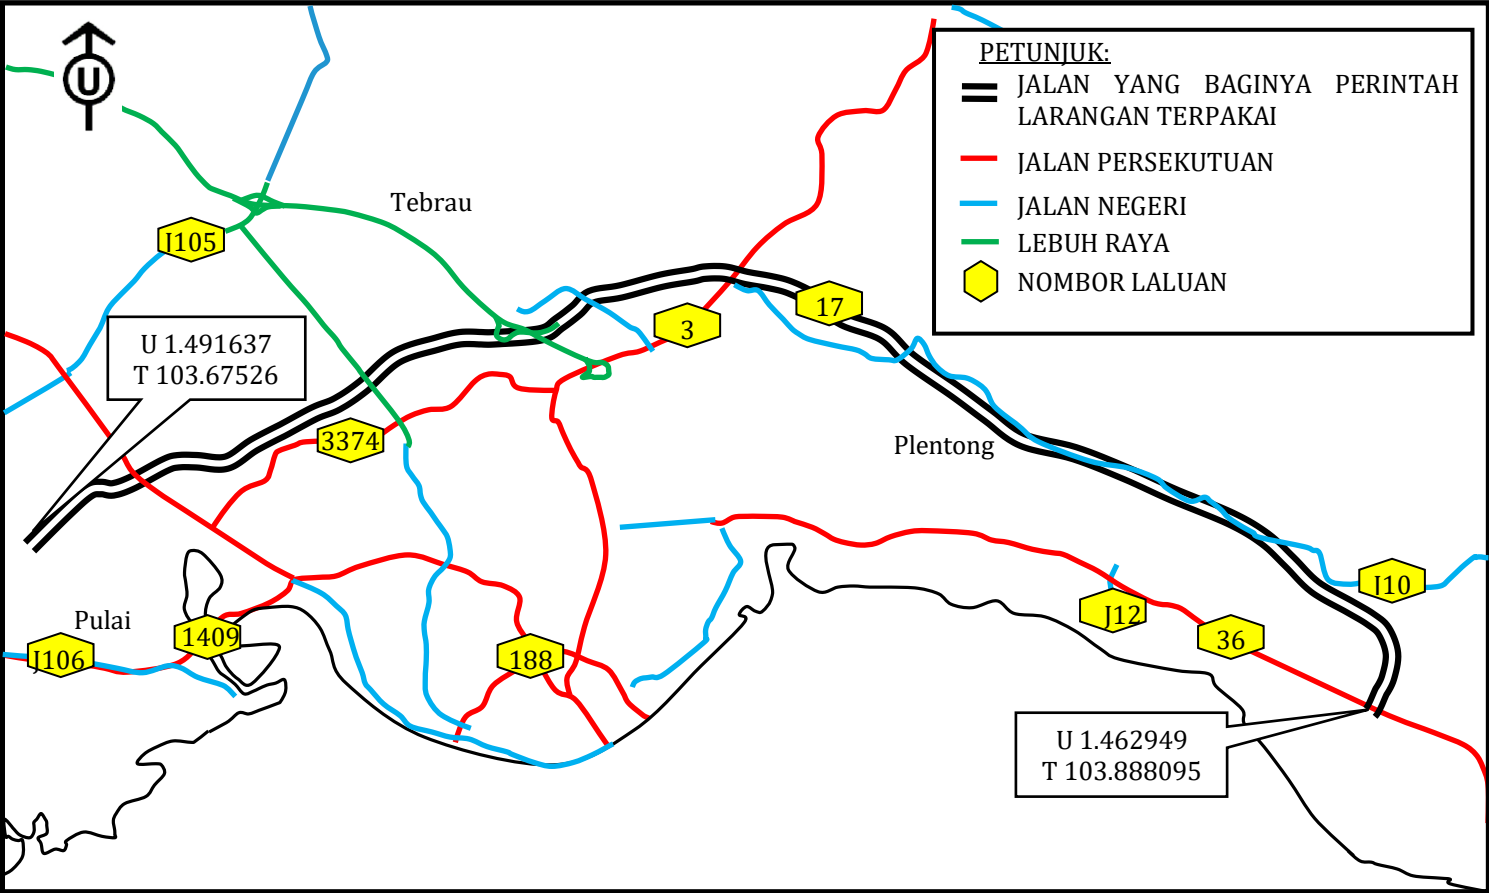 U
PETUNJUK:
JALAN YANG BAGINYA PERINTAH
LARANGAN TERPAKAI
JALAN PERSEKUTUAN
JALAN NEGERI
LEBUH RAYA
NOMBOR LALUAN
Tebrau
J105
17
3
U 1.491637
T 103.67526
3374
Plentong
J10
Pulai
J12
1409
36
J106
188
U 1.462949
T 103.888095